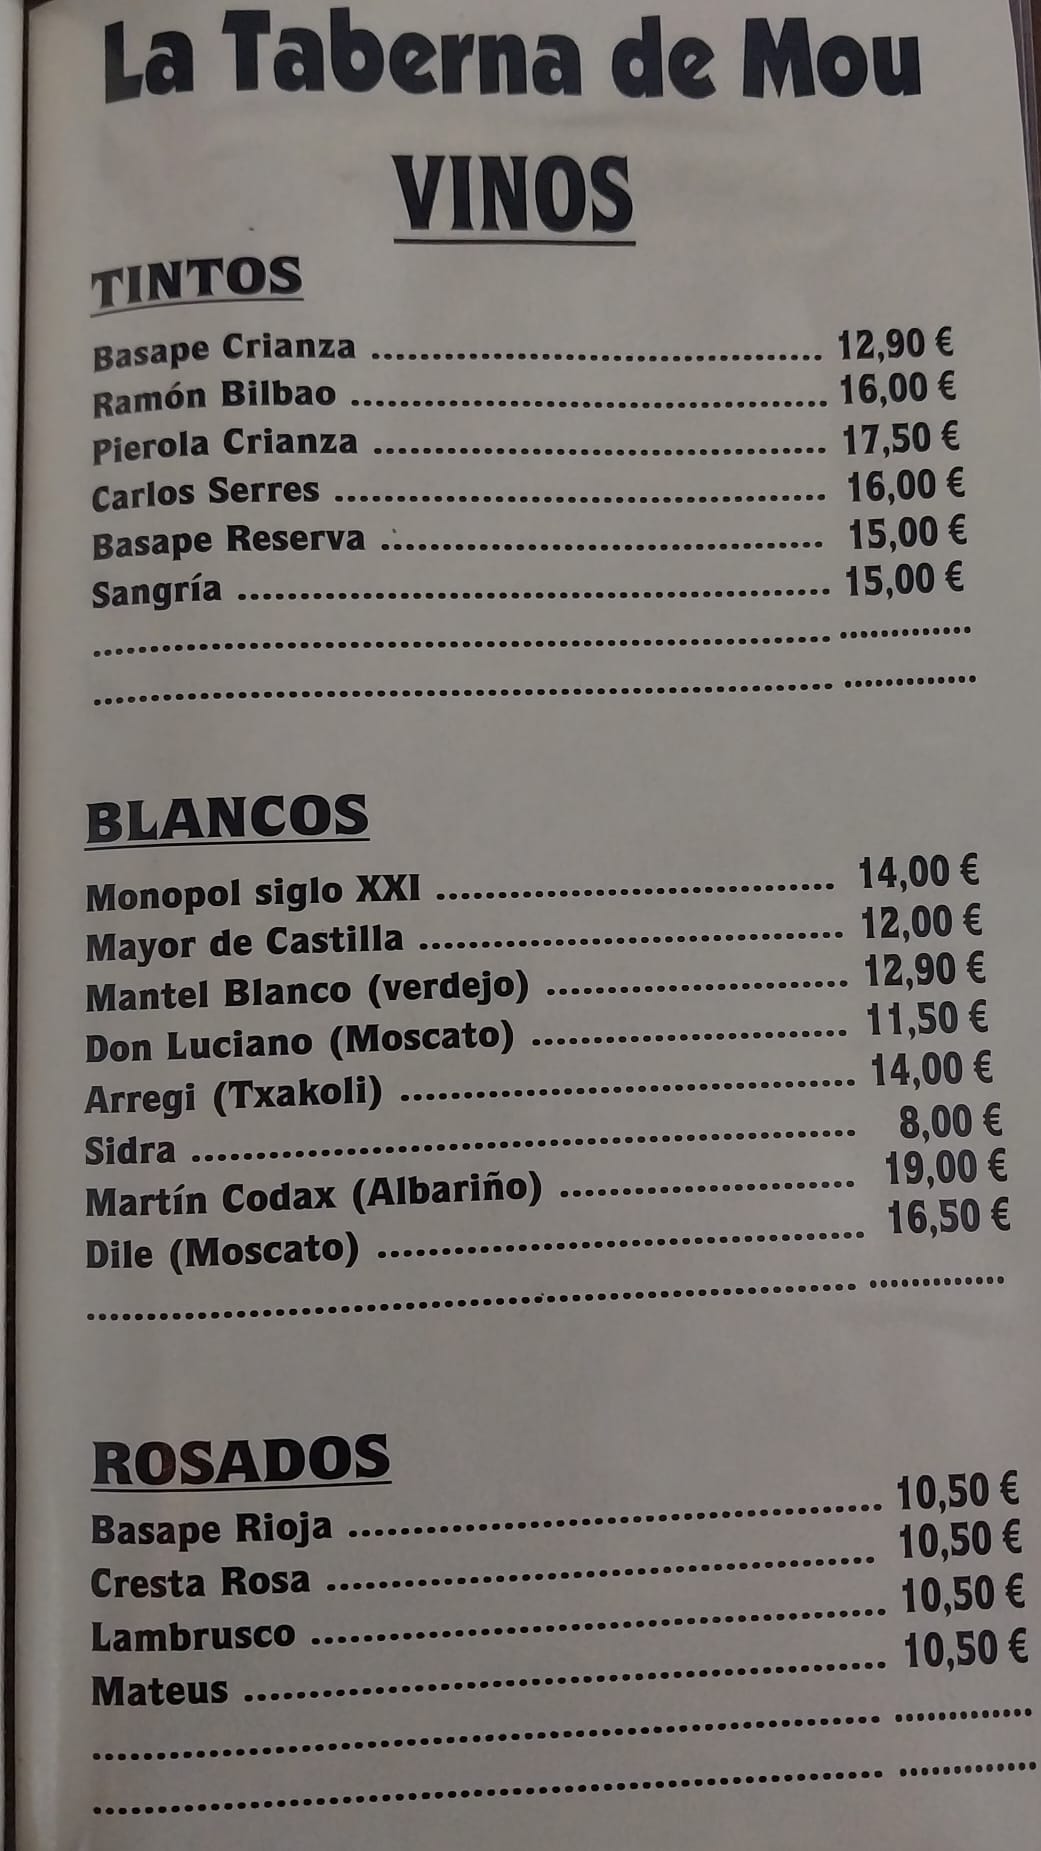 La Taberna de Mou
VINOS
TINTOS
Basape Crianza ........................................ 12,90 €
Ramón Bilbao ........................................ 16,00 €
Pierola Crianza ........................................ 17,50 €
Carlos Serres ........................................ 16,00 €
Basape Reserva ........................................ 15,00 €
Sangría ........................................ 15,00 €
BLANCOS
Monopol siglo XXI ........................................ 14,00 €
Mayor de Castilla ........................................ 12,00 €
Mantel Blanco (verdejo) ........................................ 12,90 €
Don Luciano (Moscato) ........................................ 11,50 €
Arregi (Txakoli) ........................................ 14,00 €
Sidra ........................................ 8,00 €
Martín Codax (Albariño) ........................................ 19,00 €
Dile (Moscato) ........................................ 16,50 €
ROSADOS
Basape Rioja ........................................ 10,50 €
Cresta Rosa ........................................ 10,50 €
Lambrusco ........................................ 10,50 €
Mateus ........................................ 10,50 €